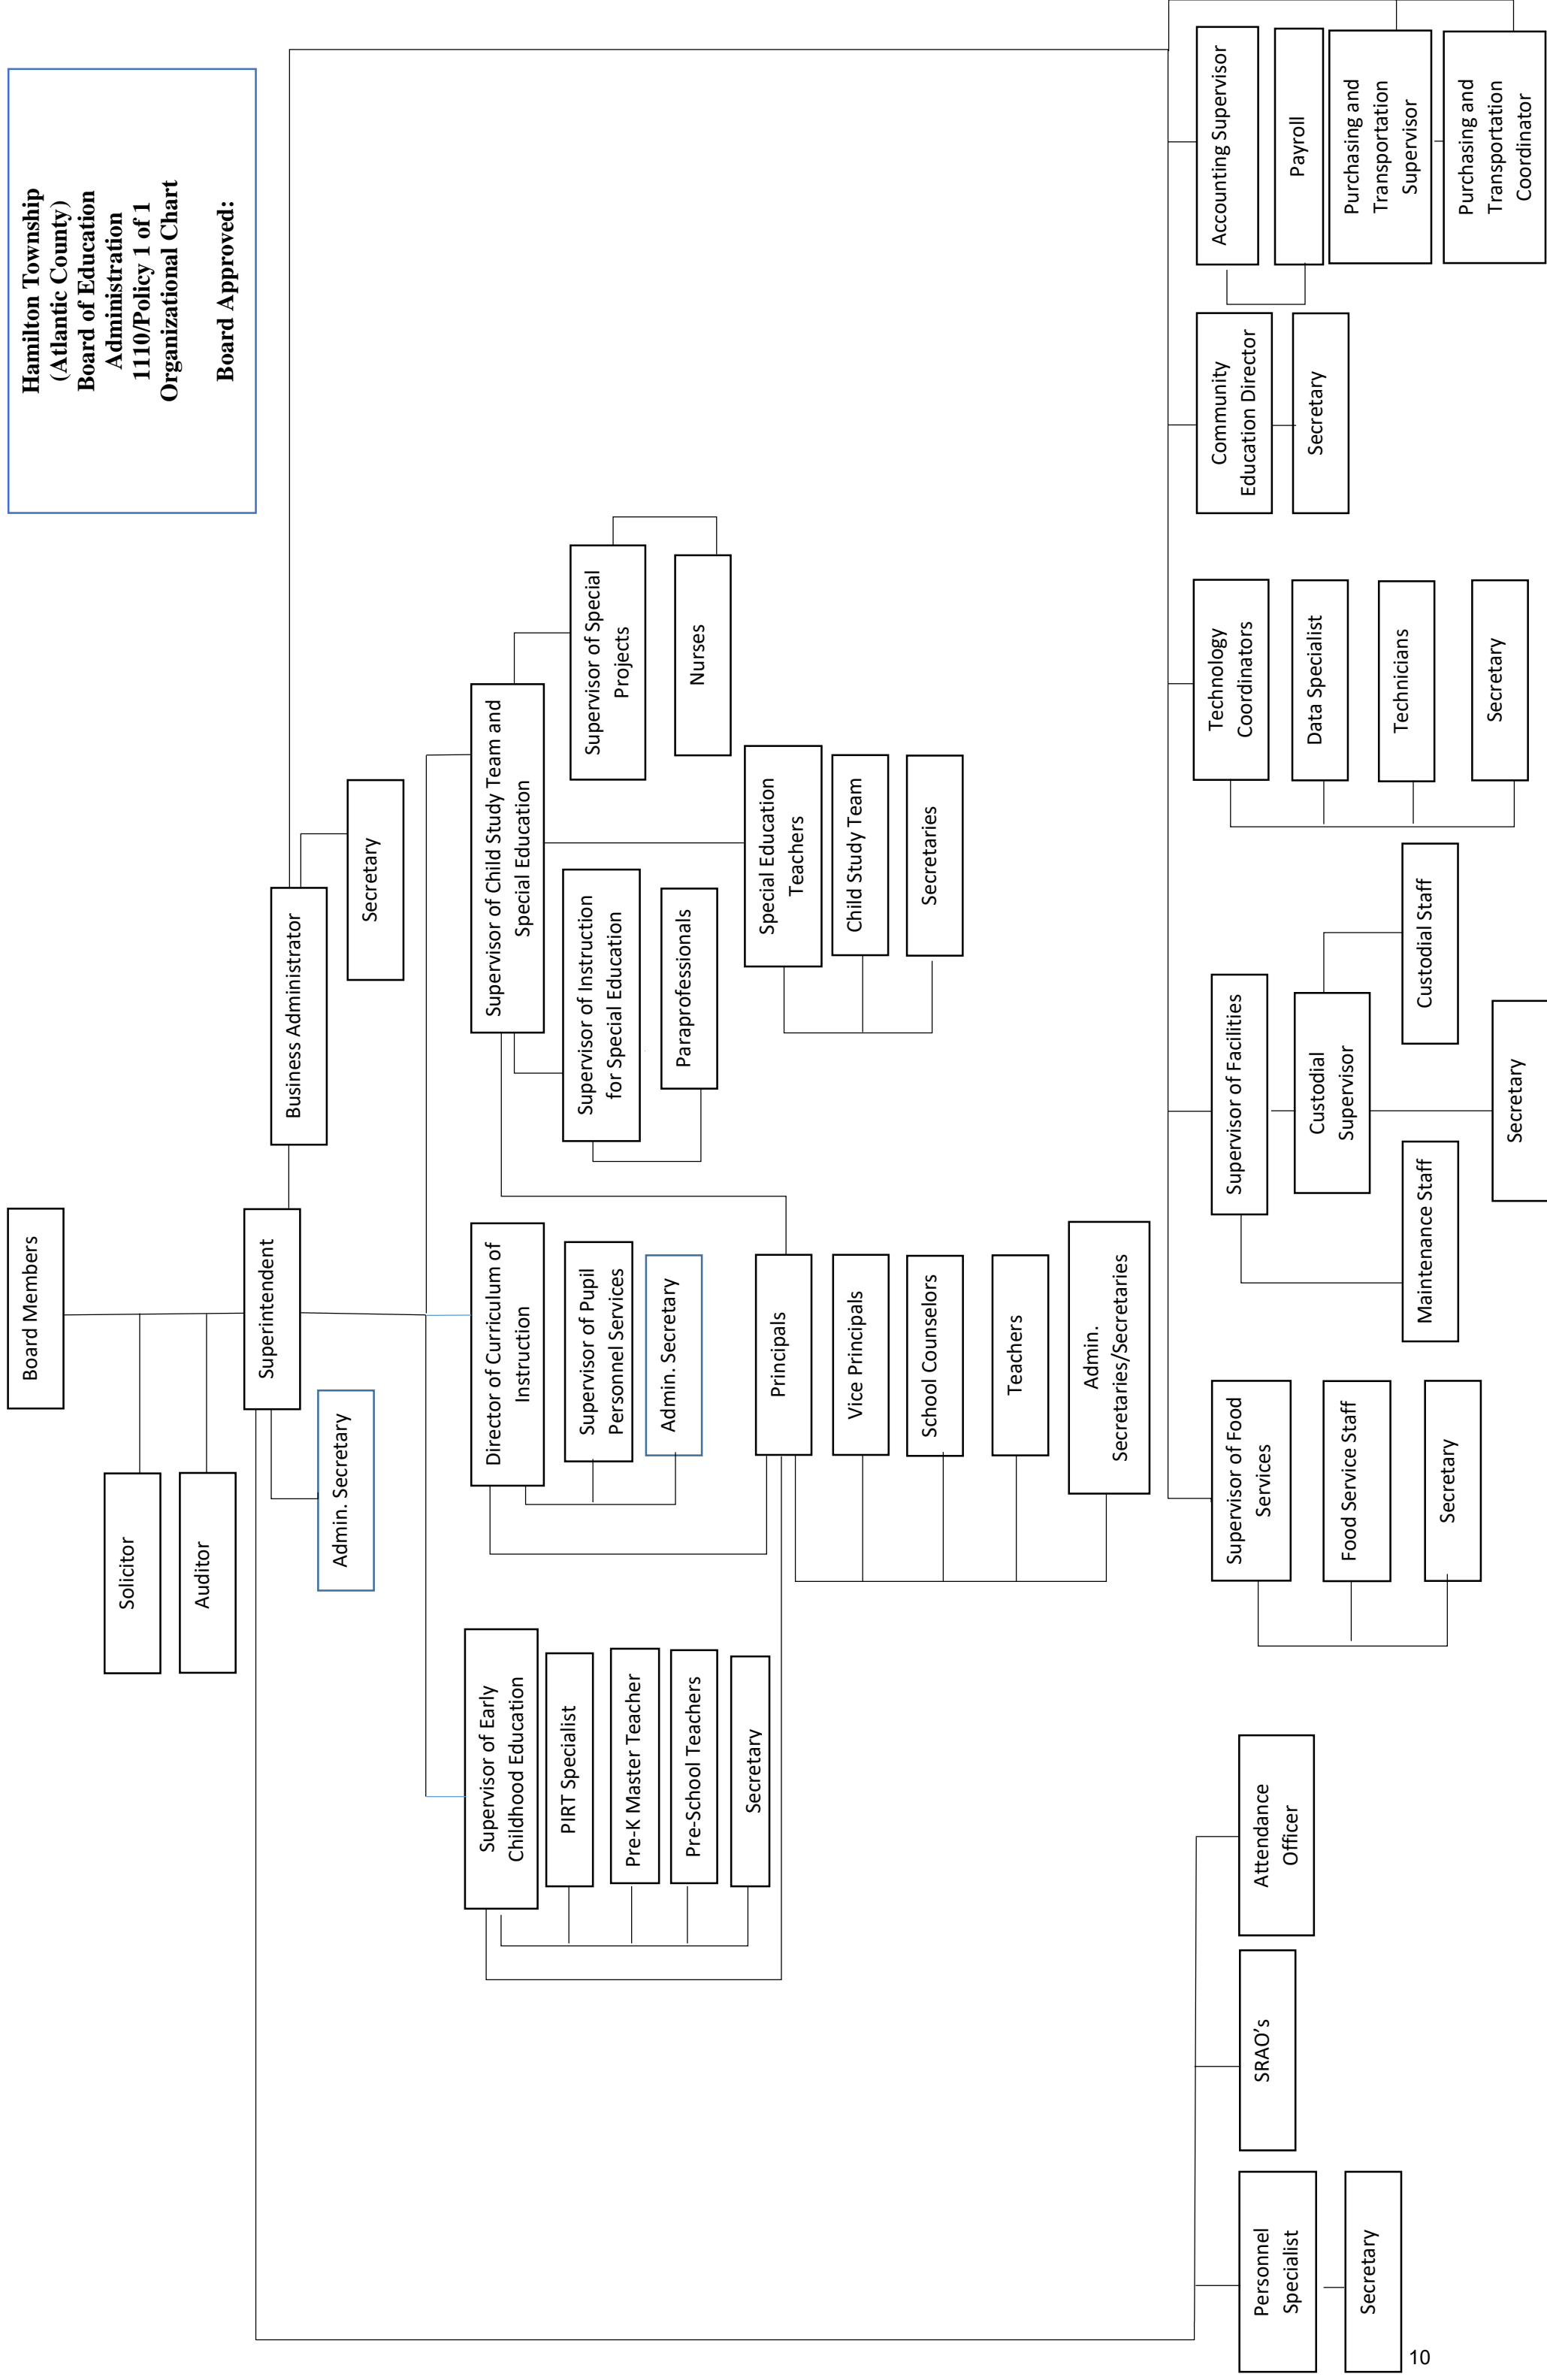 Hamilton Township
(Atlantic County)
Board of Education
Administration
1110/Policy 1 of 1
Organizational Chart
Board Approved:
Board Members
Solicitor
Auditor
Superintendent
Admin. Secretary
Business Administrator
Secretary
Supervisor of Early
Childhood Education
PIRT Specialist
Pre-K Master Teacher
Pre-School Teachers
Secretary
Director of Curriculum of
Instruction
Supervisor of Pupil
Personnel Services
Admin. Secretary
Principals
Vice Principals
School Counselors
Teachers
Admin.
Secretaries/Secretaries
Supervisor of Child Study Team and
Special Education
Supervisor of Instruction
for Special Education
Paraprofessionals
Supervisor of Special
Projects
Nurses
Special Education
Teachers
Child Study Team
Secretaries
Personnel
Specialist
Secretary
SRAO’s
Attendance
Officer
Supervisor of Food
Services
Food Service Staff
Secretary
Supervisor of Facilities
Custodial
Supervisor
Maintenance Staff
Custodial Staff
Secretary
Technology
Coordinators
Data Specialist
Technicians
Secretary
Community
Education Director
Secretary
Accounting Supervisor
Payroll
Purchasing and
Transportation
Supervisor
Purchasing and
Transportation
Coordinator
10